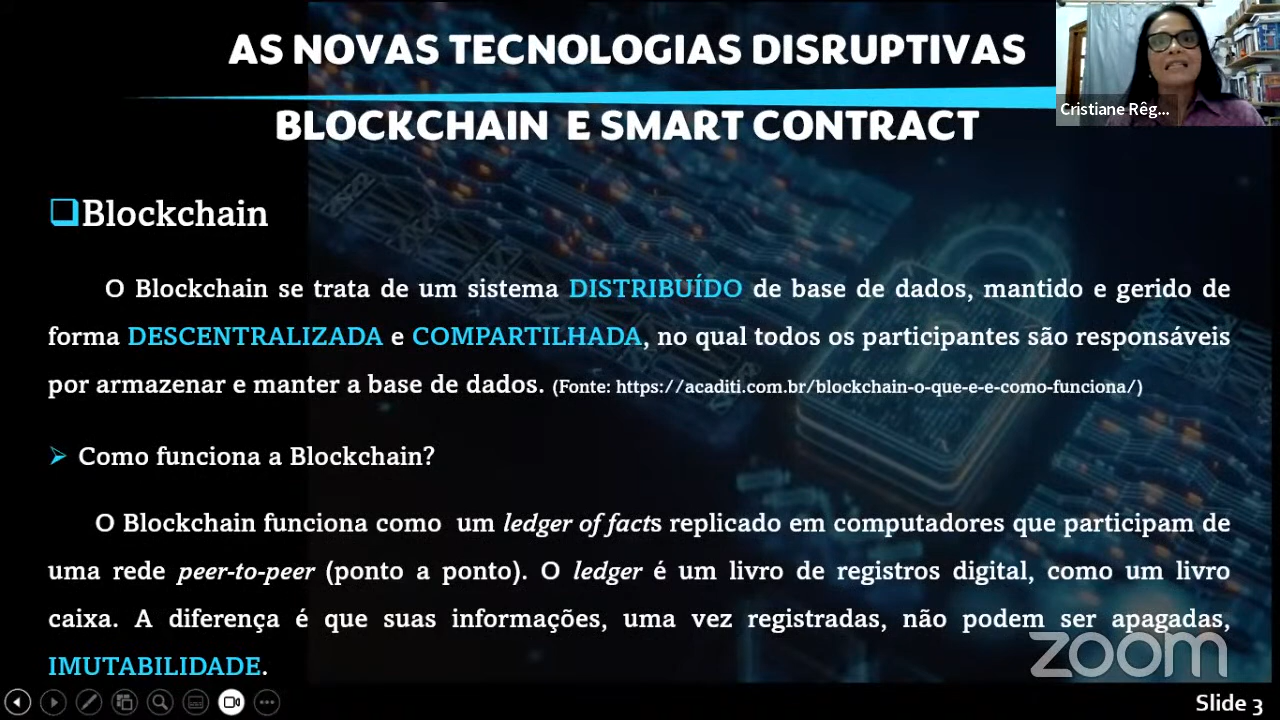 AS NOVAS TECNOLOGIAS DISRUPTIVAS
BLOCKCHAIN E SMART CONTRACT
Cristiane Rêg...
Blockchain
O Blockchain se trata de um sistema DISTRIBUÍDO de base de dados, mantido e gerido de
forma DESCENTRALIZADA e COMPARTILHADA, no qual todos os participantes são responsáveis
por armazenar e manter a base de dados. (Fonte: https://acaditi.com.br/blockchain-o-que-e-e-como-funciona/)
Como funciona a Blockchain?
O Blockchain funciona como um ledger of facts replicado em computadores que participam de
uma rede peer-to-peer (ponto a ponto). O ledger é um livro de registros digital, como um livro
caixa. A diferença é que suas informações, uma vez registradas, não podem ser apagadas,
IMUTABILIDADE.
zoom
Slide 3